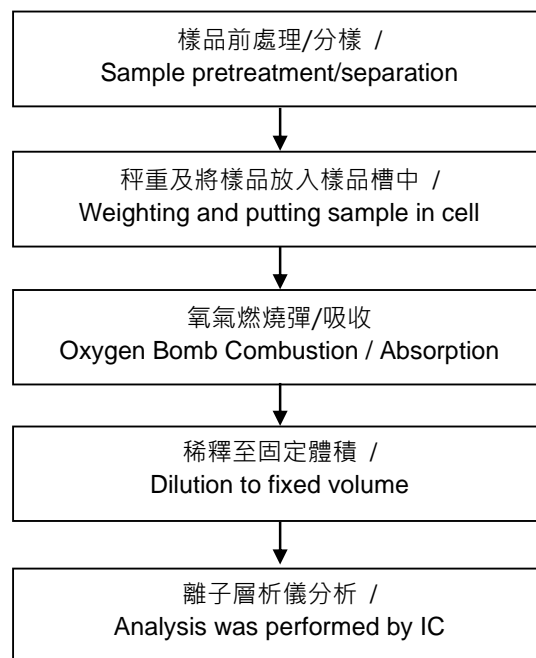 樣品前處理/分樣 /
Sample pretreatment/separation
秤重及將樣品放入樣品槽中 /
Weighting and putting sample in cell
氧氣燃燒彈/吸收
Oxygen Bomb Combustion / Absorption
稀釋至固定體積 /
Dilution to fixed volume
離子層析儀分析 /
Analysis was performed by IC